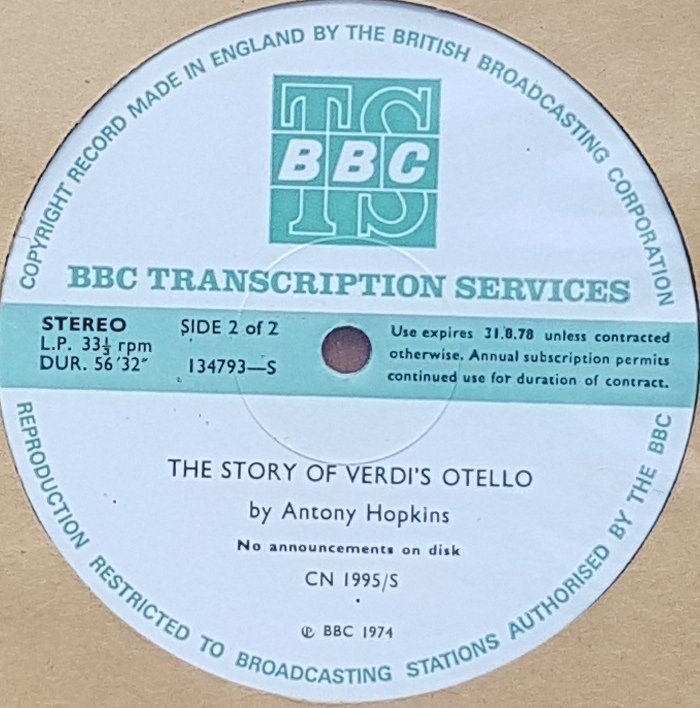 COPYRIGHT RECORD MADE IN ENGLAND BY THE BRITISH BROADCASTING CORPORATION
TS
BBC
TS
BBC TRANSCRIPTION SERVICES
STEREO
L.P. 33⅓ rpm
DUR. 56'32"
SIDE 2 of 2
134793—S
Use expires 31.8.78 unless contracted
otherwise. Annual subscription permits
continued use for duration of contract.
THE STORY OF VERDI'S OTELLO
by Antony Hopkins
No announcements on disk
CN 1995/S
℗ BBC 1974
REPRODUCTION RESTRICTED TO BROADCASTING STATIONS AUTHORISED BY THE BBC